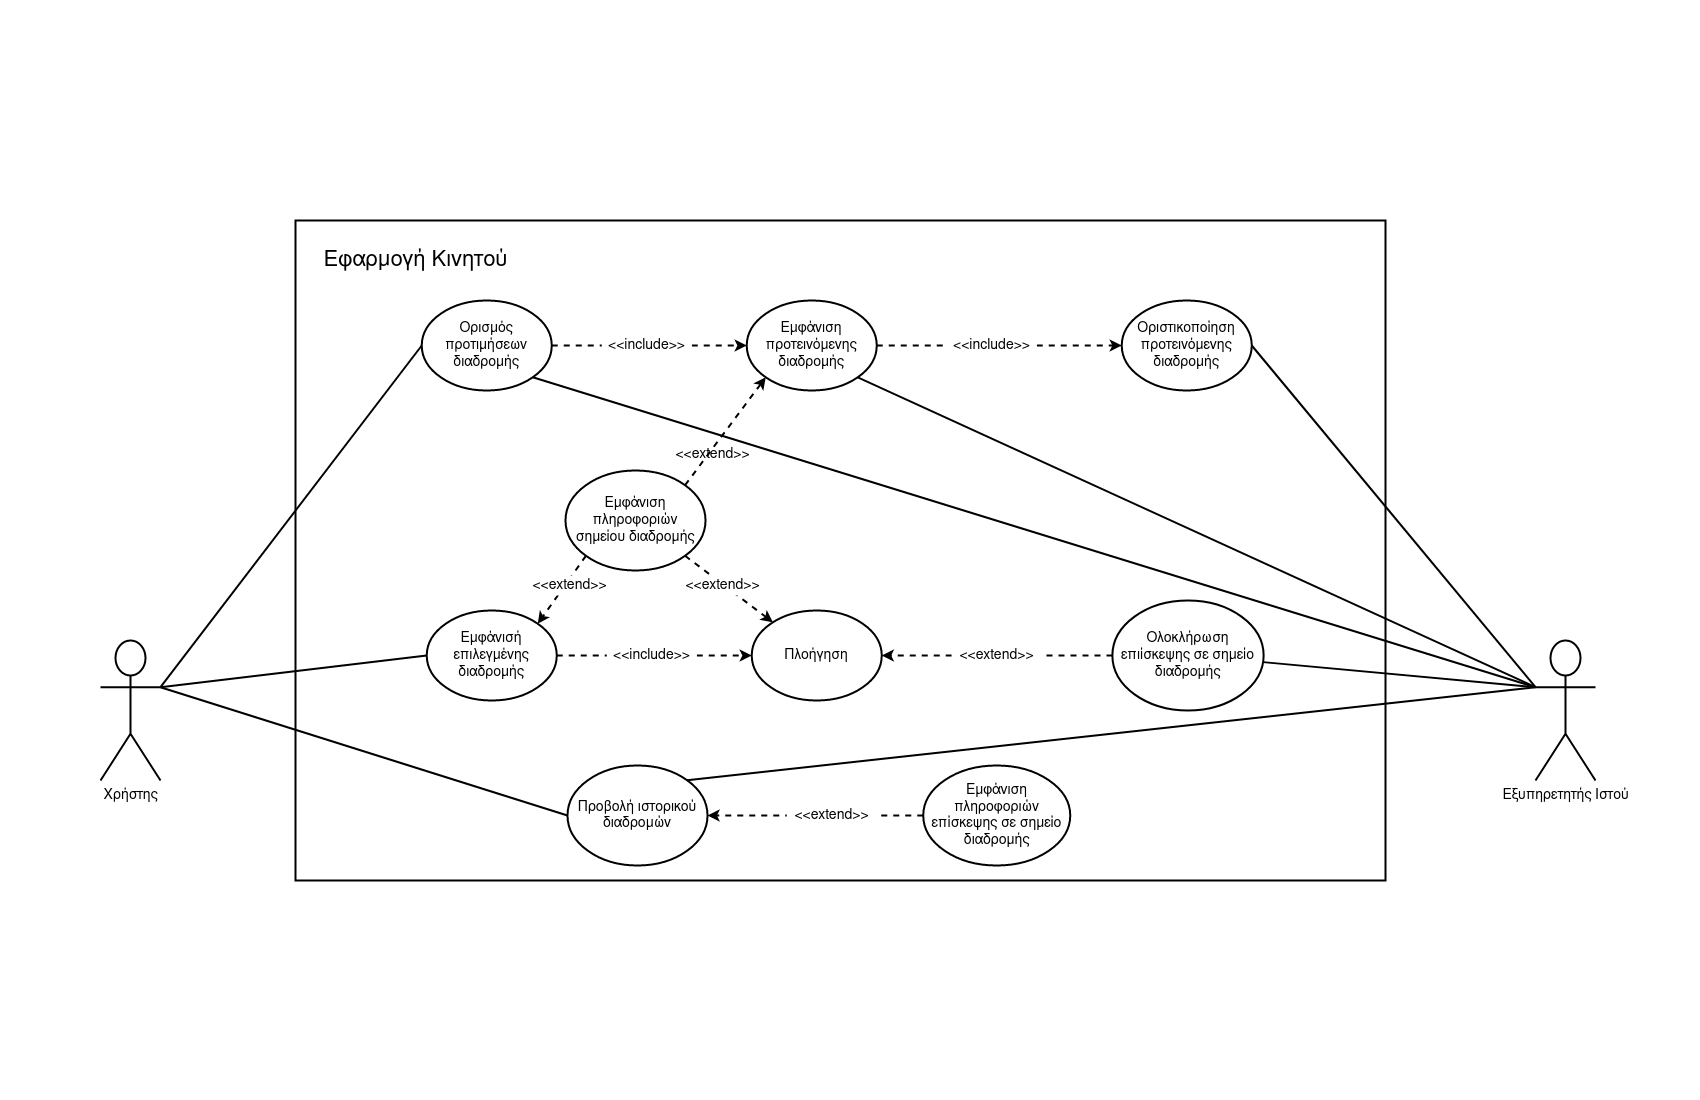 Εφαρμογή Κινητού
Ορισμός
προτιμήσεων
διαδρομής
<<include>>
Εμφάνιση
προτεινόμενης
διαδρομής
<<include>>
Οριστικοποίηση
προτεινόμενης
διαδρομής
<<extend>>
Εμφάνιση
πληροφοριών
σημείου διαδρομής
<<extend>>
<<extend>>
Εμφάνισή
επιλεγμένης
διαδρομής
<<include>>
Πλοήγηση
<<extend>>
Ολοκλήρωση
επιίσκεψης σε σημείο
διαδρομής
Χρήστης
Εξυπηρετητής Ιστού
Προβολή ιστορικού
διαδρομών
<<extend>>
Εμφάνιση
πληροφοριών
επίσκεψης σε σημείο
διαδρομής